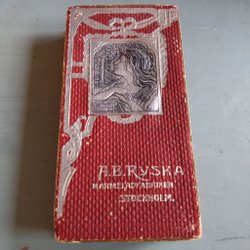 A.B. RYSKA
MARMELADFABRIKEN
STOCKHOLM.